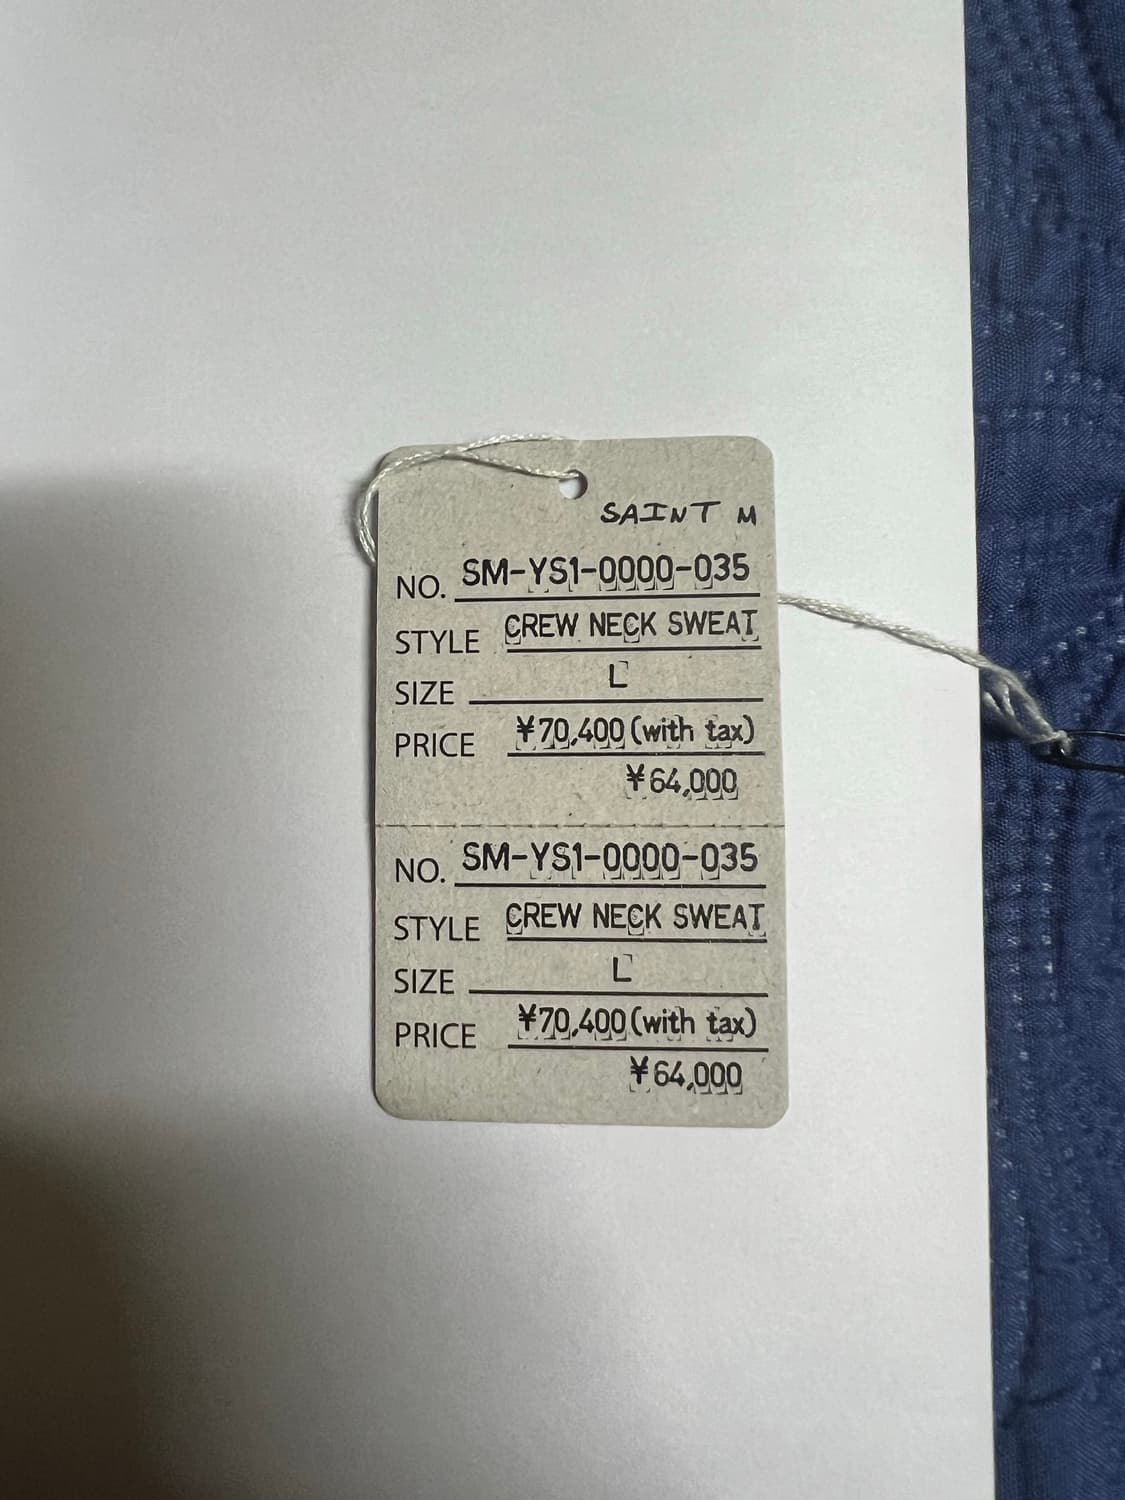 SAINT M
NO. SM-YS1-0000-035
STYLE CREW NECK SWEAT
SIZE L
PRICE ¥70,400(with tax)
¥64,000
NO. SM-YS1-0000-035
STYLE CREW NECK SWEAT
SIZE L
PRICE ¥70,400(with tax)
¥64,000